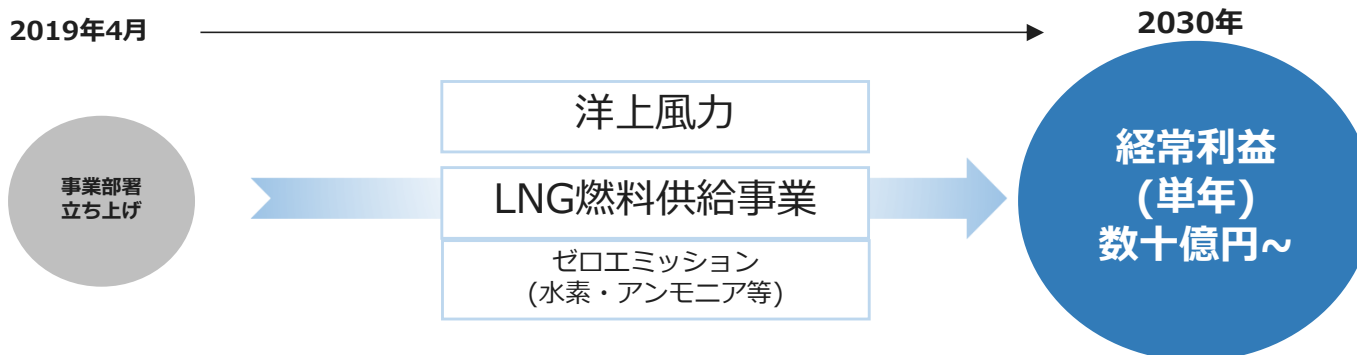 2019年4月
2030年
事業部署
立ち上げ
洋上風力
LNG燃料供給事業
ゼロエミッション
(水素・アンモニア等)
経常利益
(単年)
数十億円~